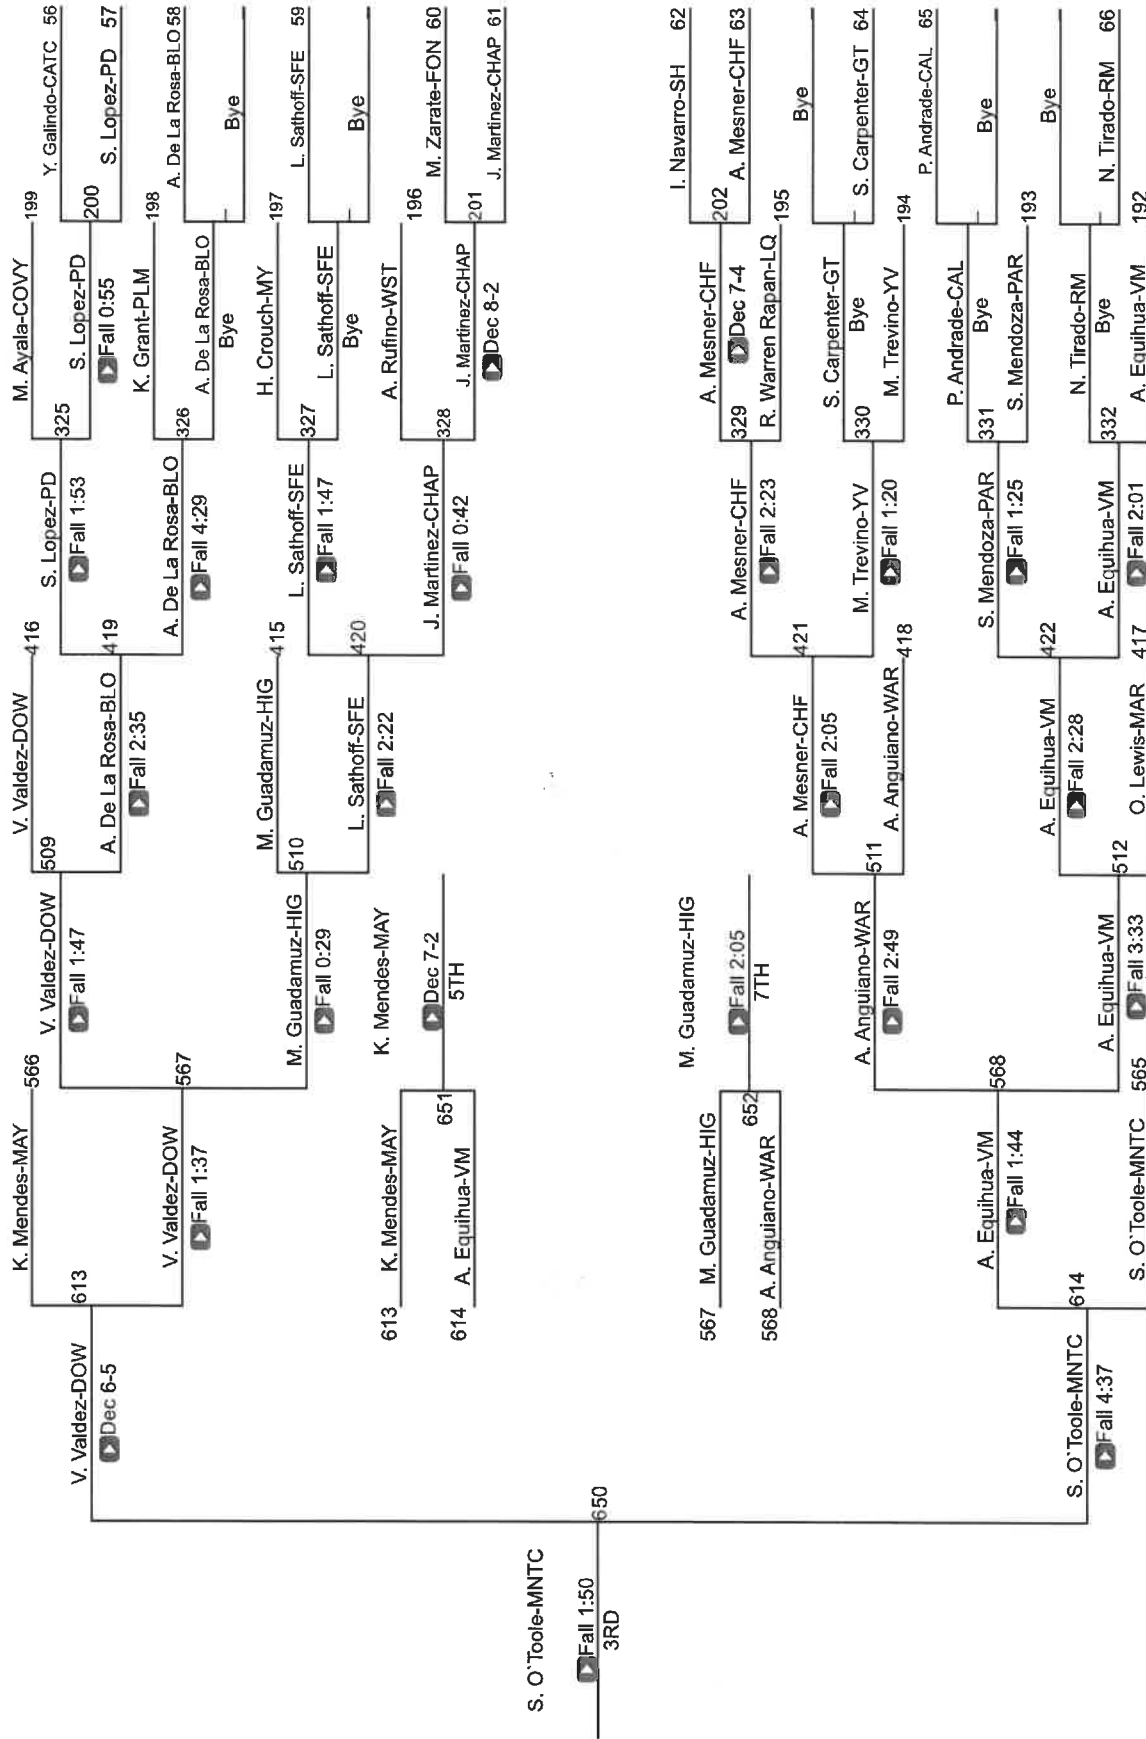 Y. Galindo-CATC 56
S. Lopez-PD 57
A. De La Rosa-BLO 58
Bye
L. Sathoff-SFE 59
Bye
M. Zarate-FON 60
J. Martinez-CHAP 61
I. Navarro-SH 62
A. Mesner-CHF 63
Bye
S. Carpenter-GT 64
P. Andrade-CAL 65
Bye
Bye
N. Tirado-RM 66
M. Ayala-COVY 199
200
S. Lopez-PD
Fall 0:55
K. Grant-PLM 198
A. De La Rosa-BLO
Bye
H. Crouch-MY 197
L. Sathoff-SFE
Bye
A. Rufino-WST 196
201
J. Martinez-CHAP
Dec 8-2
202
A. Mesner-CHF
Dec 7-4
R. Warren Rapan-LQ 195
S. Carpenter-GT
Bye
M. Trevino-YV 194
P. Andrade-CAL
Bye
S. Mendoza-PAR 193
N. Tirado-RM
Bye
A. Equihua-VM 192
325
S. Lopez-PD
Fall 1:53
326
A. De La Rosa-BLO
Fall 4:29
327
L. Sathoff-SFE
Fall 1:47
328
J. Martinez-CHAP
Fall 0:42
329
A. Mesner-CHF
Fall 2:23
330
M. Trevino-YV
Fall 1:20
331
S. Mendoza-PAR
Fall 1:25
332
A. Equihua-VM
Fall 2:01
V. Valdez-DOW 416
419
A. De La Rosa-BLO
Fall 2:35
M. Guadamuz-HIG 415
420
L. Sathoff-SFE
Fall 2:22
421
A. Mesner-CHF
Fall 2:05
A. Anguiano-WAR 418
422
A. Equihua-VM
Fall 2:28
O. Lewis-MAR 417
509
V. Valdez-DOW
Fall 1:47
510
M. Guadamuz-HIG
Fall 0:29
511
A. Anguiano-WAR
Fall 2:49
512
A. Equihua-VM
Fall 3:33
K. Mendes-MAY 566
567
V. Valdez-DOW
Fall 1:37
568
A. Equihua-VM
Fall 1:44
S. O`Toole-MNTC 565
613
V. Valdez-DOW
Dec 6-5
614
S. O`Toole-MNTC
Fall 4:37
650
S. O`Toole-MNTC
Fall 1:50
3RD
613 K. Mendes-MAY
614 A. Equihua-VM
651
K. Mendes-MAY
Dec 7-2
5TH
567 M. Guadamuz-HIG
568 A. Anguiano-WAR
652
M. Guadamuz-HIG
Fall 2:05
7TH